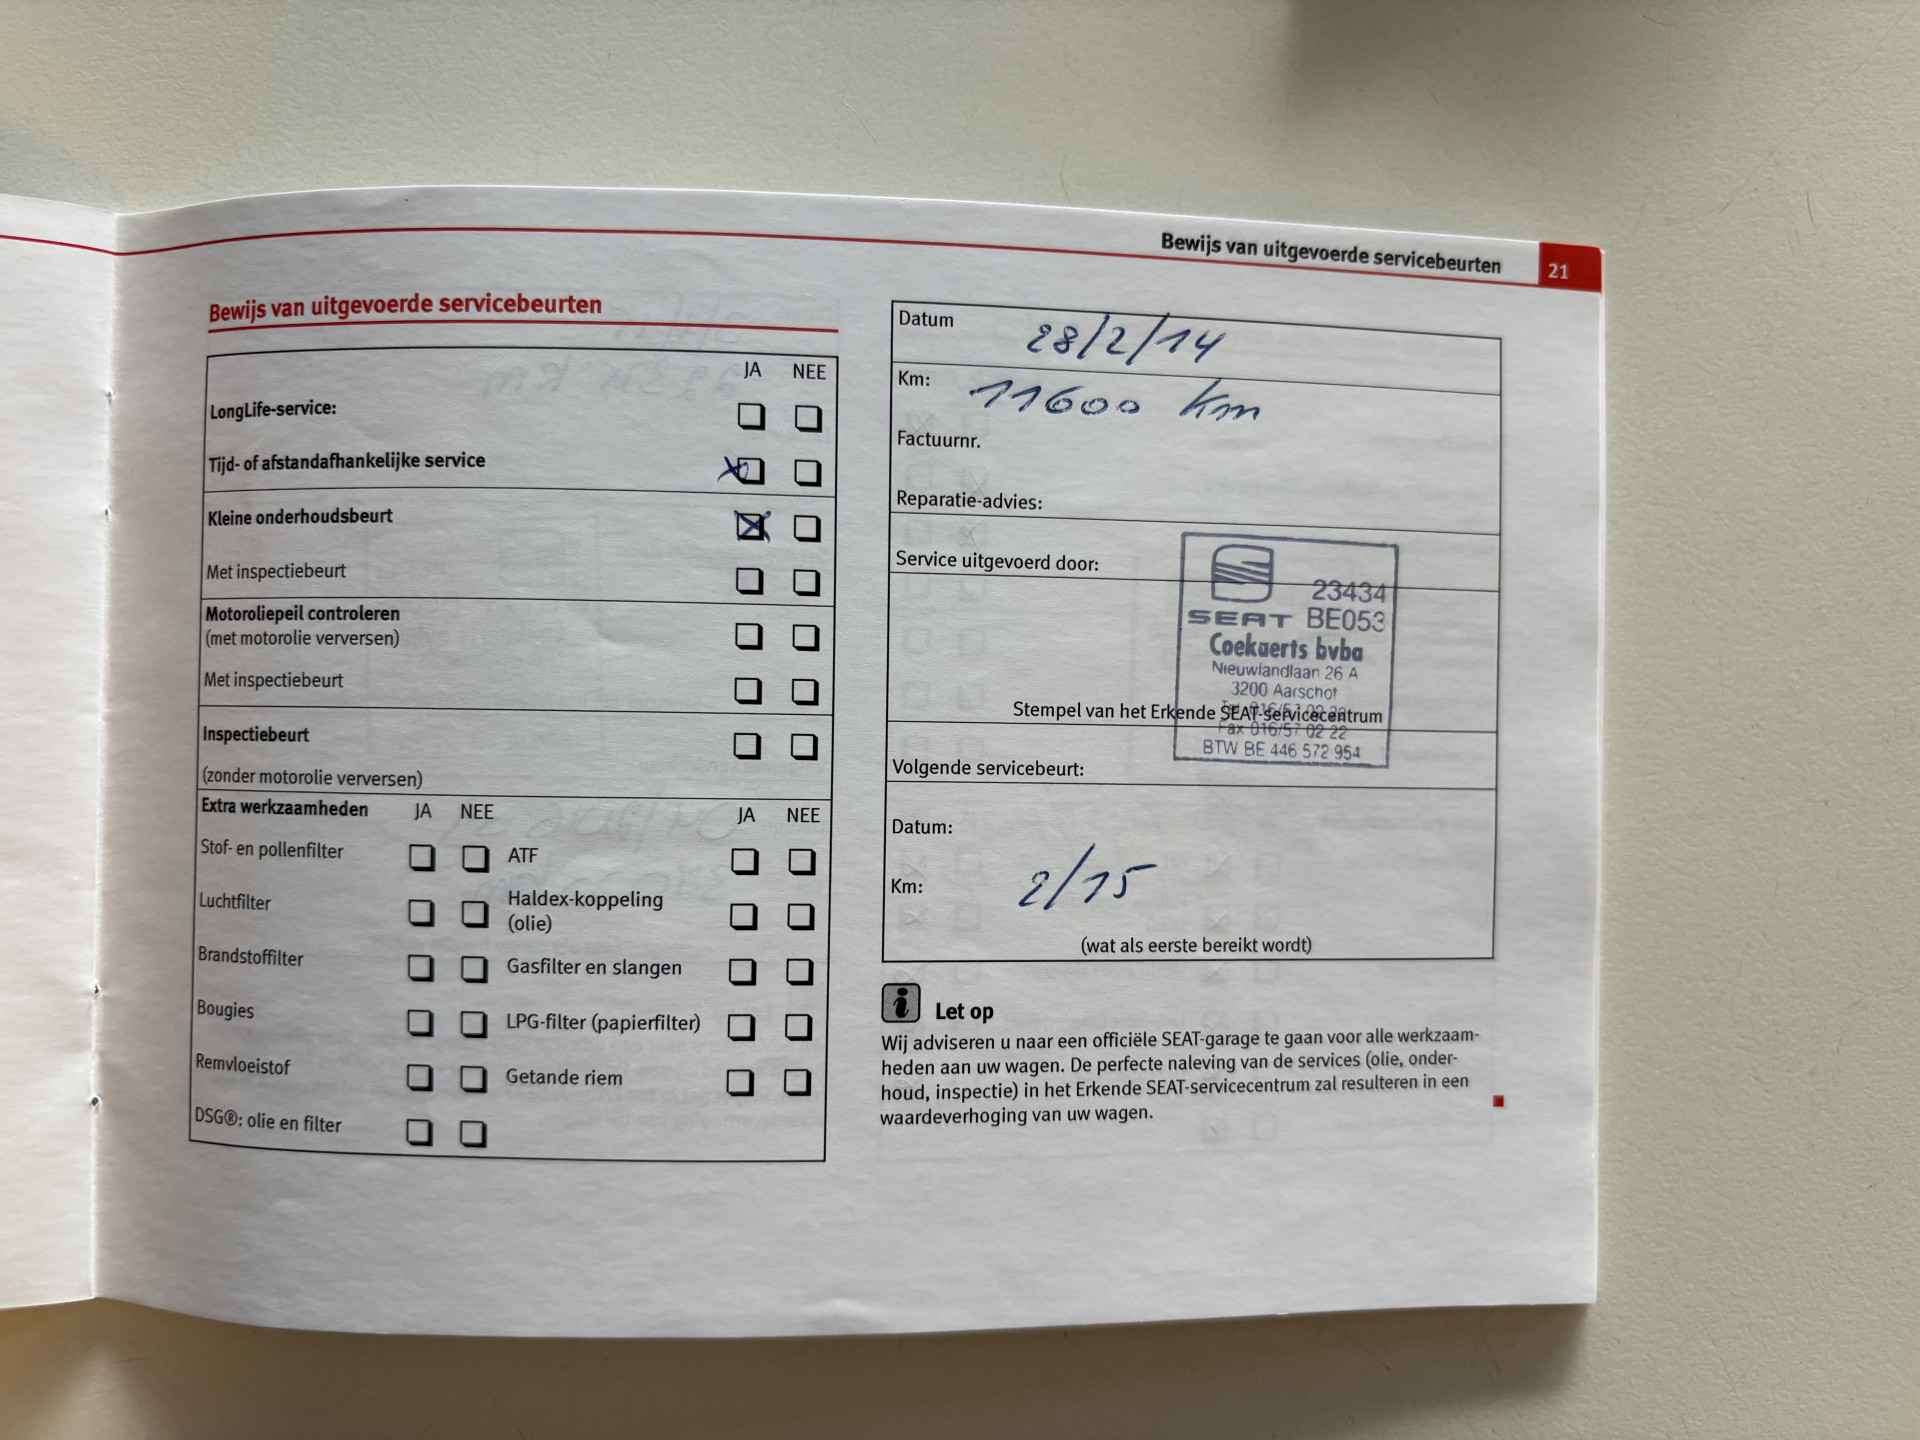 Bewijs van uitgevoerde servicebeurten 21
Bewijs van uitgevoerde servicebeurten
JA NEE
LongLife-service:
Tijd- of afstandafhankelijke service
Kleine onderhoudsbeurt
Met inspectiebeurt
Motoroliepeil controleren
(met motorolie verversen)
Met inspectiebeurt
Inspectiebeurt
(zonder motorolie verversen)
Extra werkzaamheden JA NEE JA NEE
Stof- en pollenfilter ATF
Luchtfilter Haldex-koppeling
(olie)
Brandstoffilter Gasfilter en slangen
Bougies LPG-filter (papierfilter)
Remvloeistof Getande riem
DSG®: olie en filter
Datum 28/2/14
Km: 11600 Km
Factuurnr.
Reparatie-advies:
Service uitgevoerd door:
23434
SEAT BE053
Coekaerts bvba
Nieuwlandlaan 26 A
3200 Aarschot
Stempel van het Erkende SEAT-servicecentrum
Fax 016/57 02 22
BTW BE 446 572 954
Volgende servicebeurt:
Datum:
Km: 2/15
(wat als eerste bereikt wordt)
i Let op
Wij adviseren u naar een officiële SEAT-garage te gaan voor alle werkzaam-
heden aan uw wagen. De perfecte naleving van de services (olie, onder-
houd, inspectie) in het Erkende SEAT-servicecentrum zal resulteren in een
waardeverhoging van uw wagen.